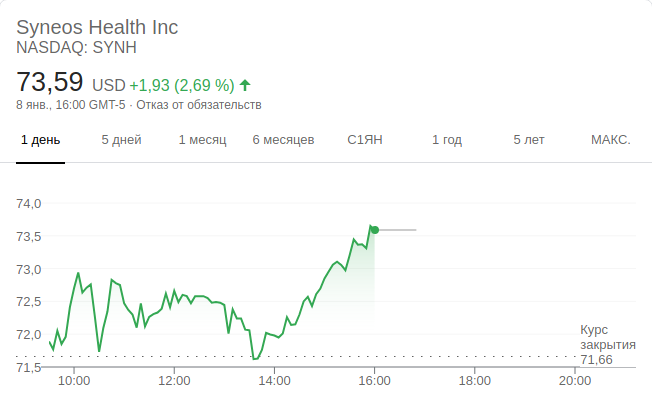 Syneos Health Inc
NASDAQ: SYNH
73,59 USD +1,93 (2,69 %)
8 янв., 16:00 GMT-5 · Отказ от обязательств
1 день 5 дней 1 месяц 6 месяцев С1ЯН 1 год 5 лет МАКС.
74,0
73,5
73,0
72,5
72,0
71,5
Курс
закрытия
71,66
10:00 12:00 14:00 16:00 18:00 20:00